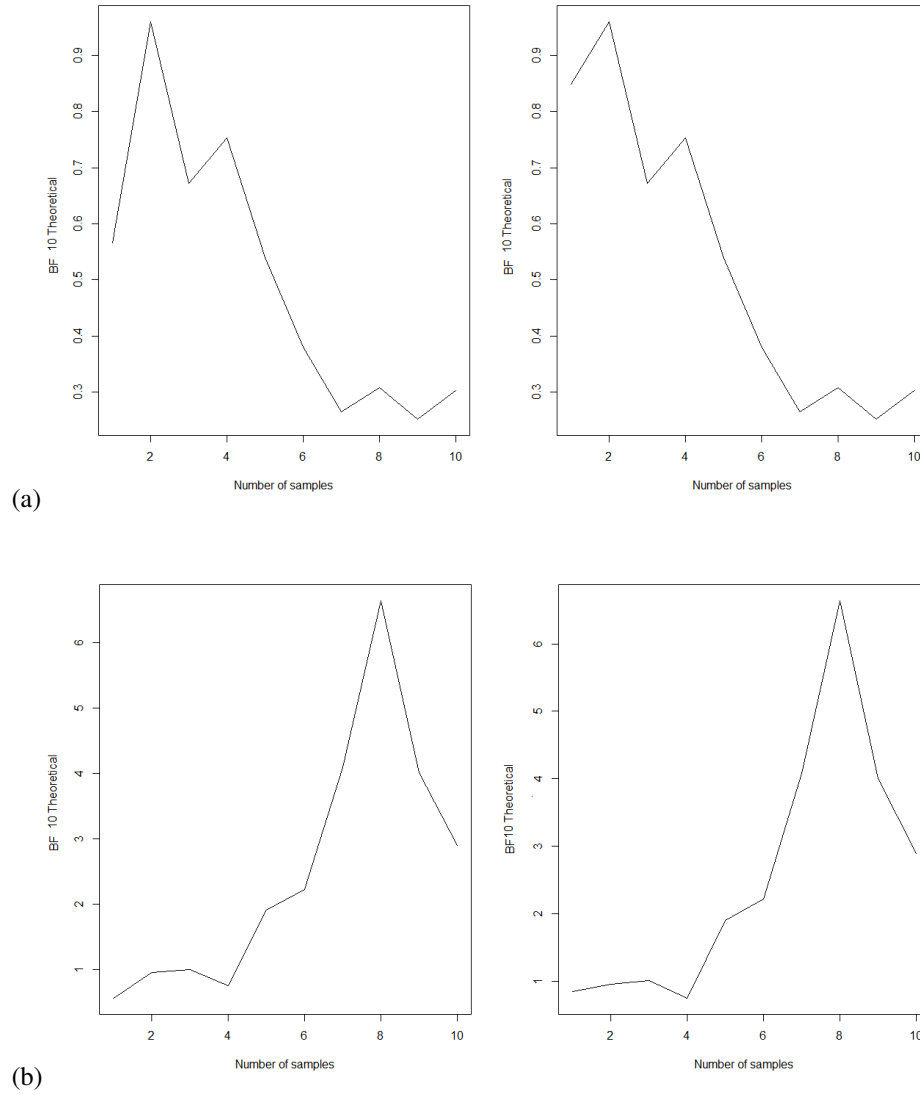 BF 10 Theoretical
0.3 0.4 0.5 0.6 0.7 0.8 0.9
2 4 6 8 10
Number of samples
BF 10 Theoretical
0.3 0.4 0.5 0.6 0.7 0.8 0.9
2 4 6 8 10
Number of samples
(a)
BF 10 Theoretical
1 2 3 4 5 6
2 4 6 8 10
Number of samples
BF10 Theoretical
1 2 3 4 5 6
2 4 6 8 10
Number of samples
(b)